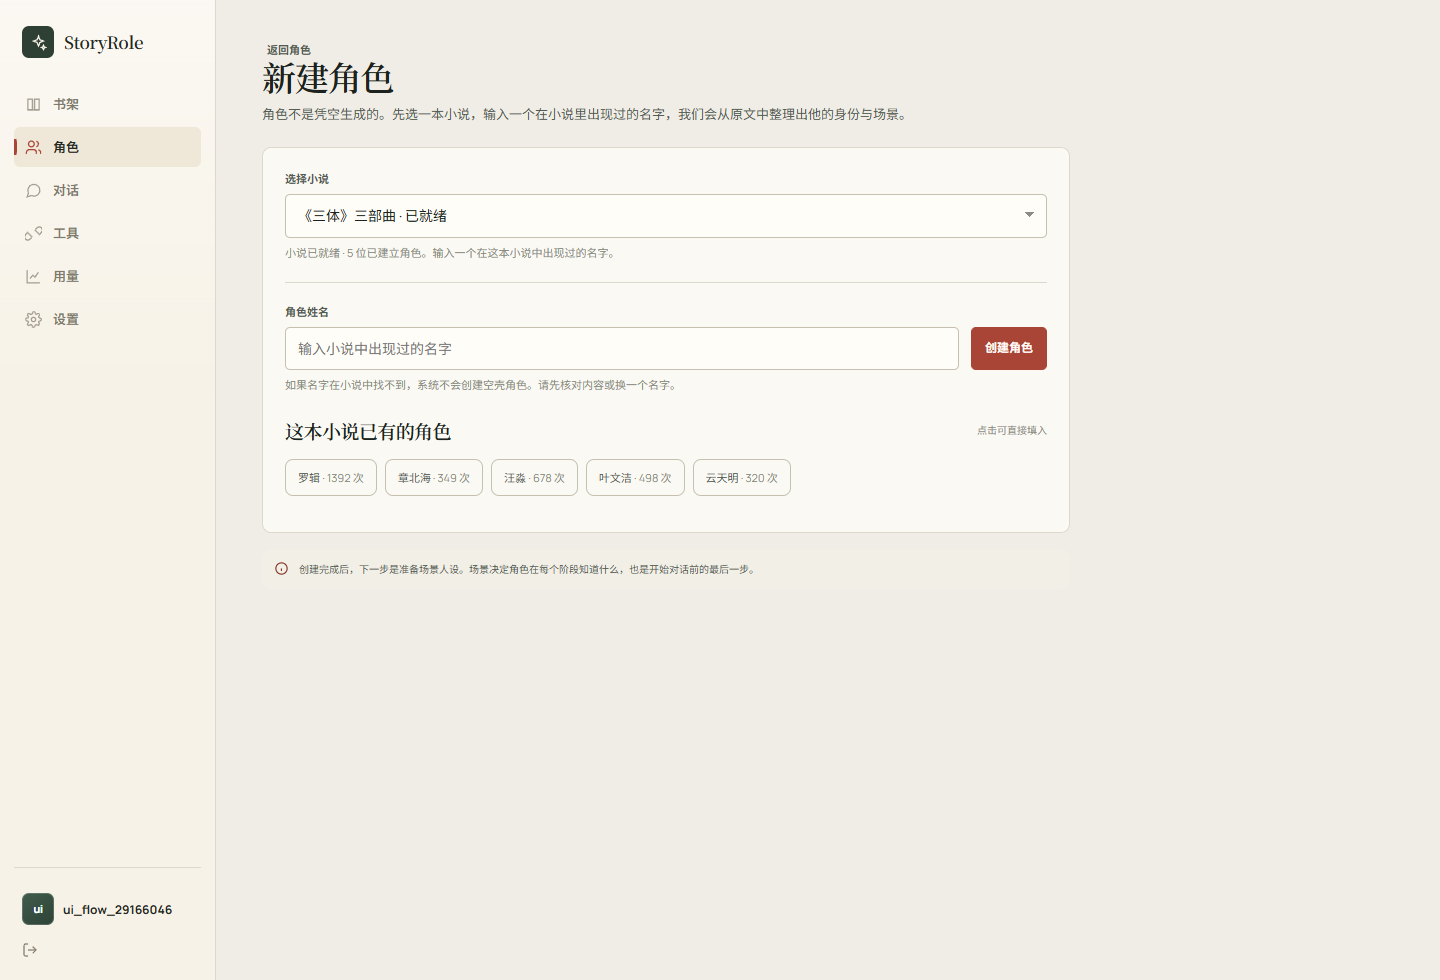 StoryRole
书架
角色
对话
工具
用量
设置
ui
ui_flow_29166046
返回角色
新建角色
角色不是凭空生成的。先选一本小说，输入一个在小说里出现过的名字，我们会从原文中整理出他的身份与场景。
选择小说
《三体》三部曲 · 已就绪
小说已就绪 · 5 位已建立角色。输入一个在这本小说中出现过的名字。
角色姓名
输入小说中出现过的名字
创建角色
如果名字在小说中找不到，系统不会创建空壳角色。请先核对内容或换一个名字。
这本小说已有的角色
点击可直接填入
罗辑 · 1392 次
章北海 · 349 次
汪淼 · 678 次
叶文洁 · 498 次
云天明 · 320 次
创建完成后，下一步是准备场景人设。场景决定角色在每个阶段知道什么，也是开始对话前的最后一步。